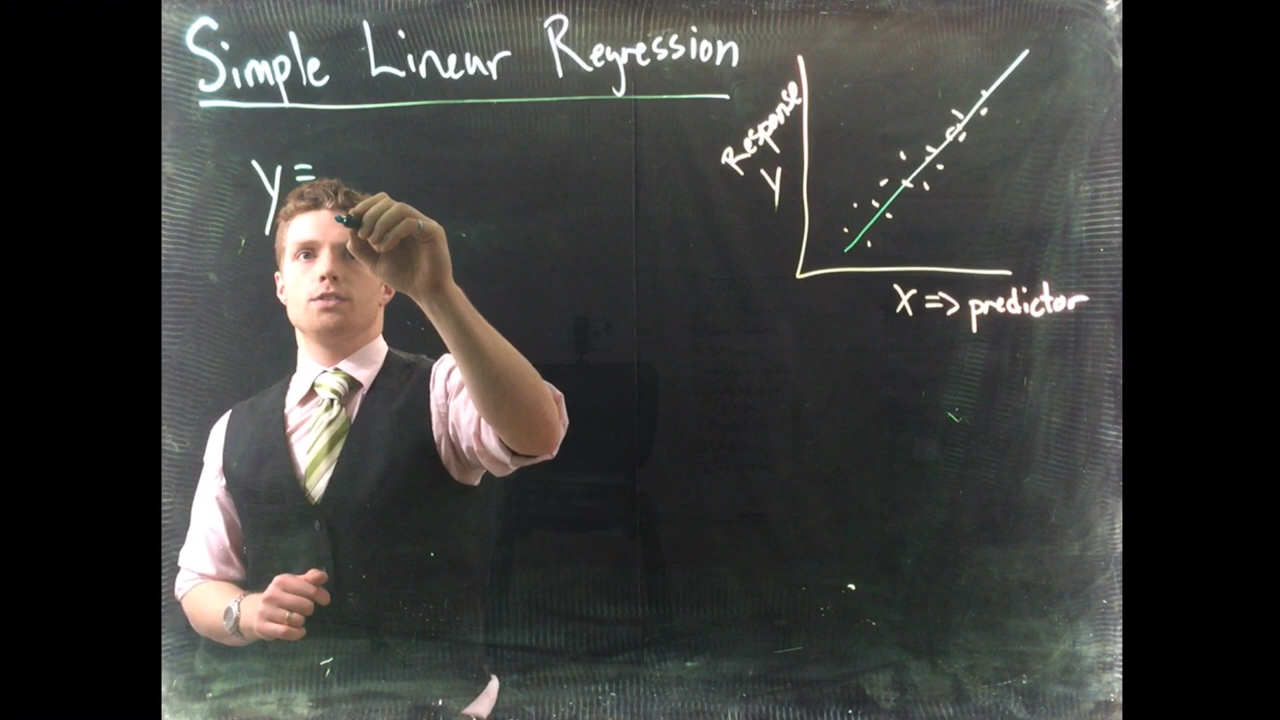 Simple Linear Regression
y =
Response
y
x => predictor